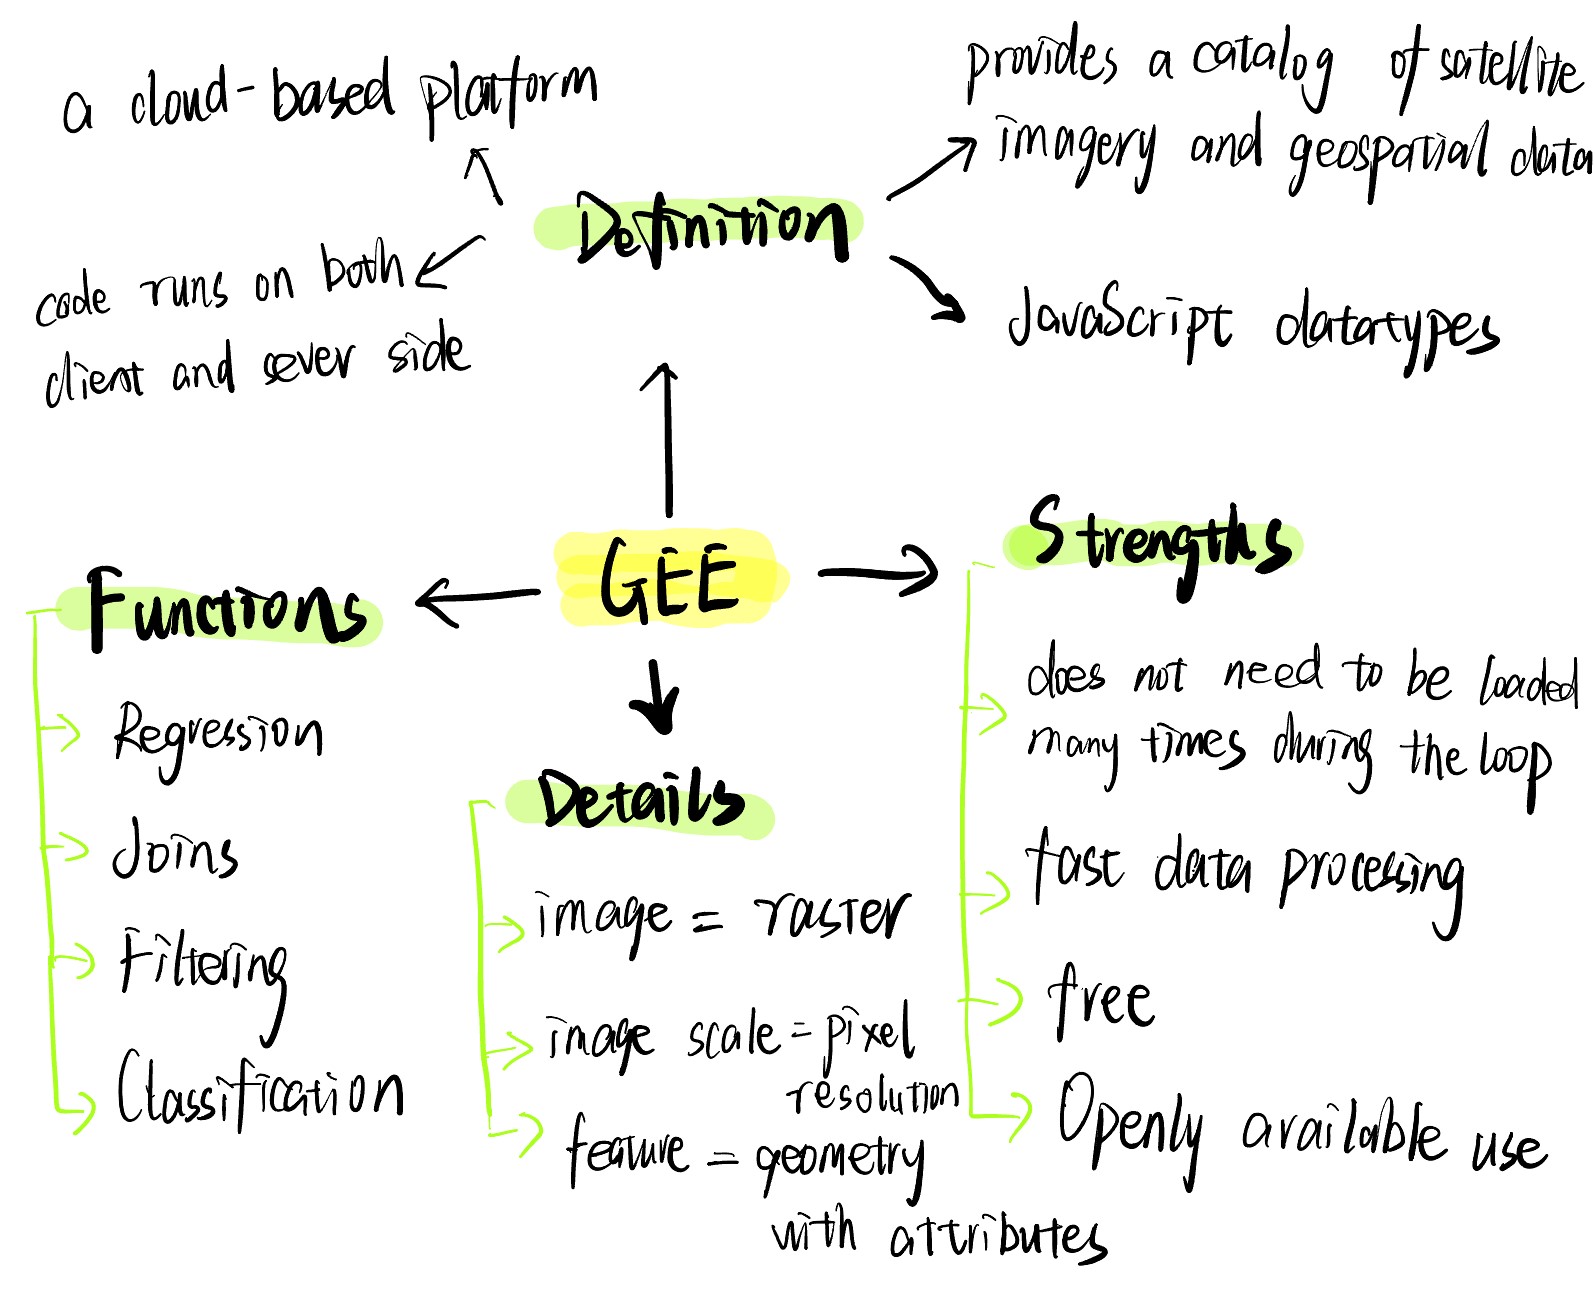 a cloud-based platform
provides a catalog of satellite
imagery and geospatial data
Definition
code runs on both
client and sever side
JavaScript datatypes
GEE
Functions
Regression
Joins
Filtering
Classification
Details
image = raster
image scale = pixel
resolution
feature = geometry
with attributes
Strengths
does not need to be loaded
many times during the loop
fast data processing
free
Openly available use